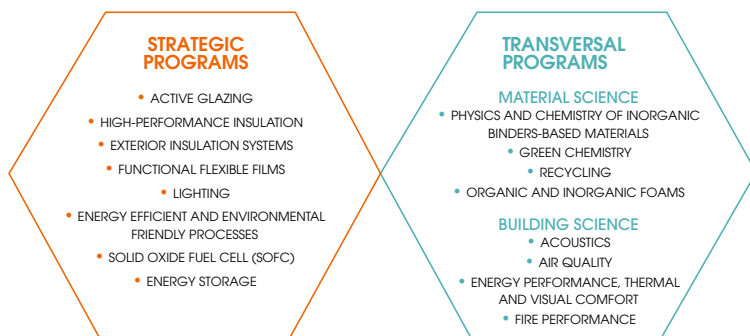 STRATEGIC
PROGRAMS
• ACTIVE GLAZING
• HIGH-PERFORMANCE INSULATION
• EXTERIOR INSULATION SYSTEMS
• FUNCTIONAL FLEXIBLE FILMS
• LIGHTING
• ENERGY EFFICIENT AND ENVIRONMENTAL
FRIENDLY PROCESSES
• SOLID OXIDE FUEL CELL (SOFC)
• ENERGY STORAGE
TRANSVERSAL
PROGRAMS
MATERIAL SCIENCE
• PHYSICS AND CHEMISTRY OF INORGANIC
BINDERS-BASED MATERIALS
• GREEN CHEMISTRY
• RECYCLING
• ORGANIC AND INORGANIC FOAMS
BUILDING SCIENCE
• ACOUSTICS
• AIR QUALITY
• ENERGY PERFORMANCE, THERMAL
AND VISUAL COMFORT
• FIRE PERFORMANCE